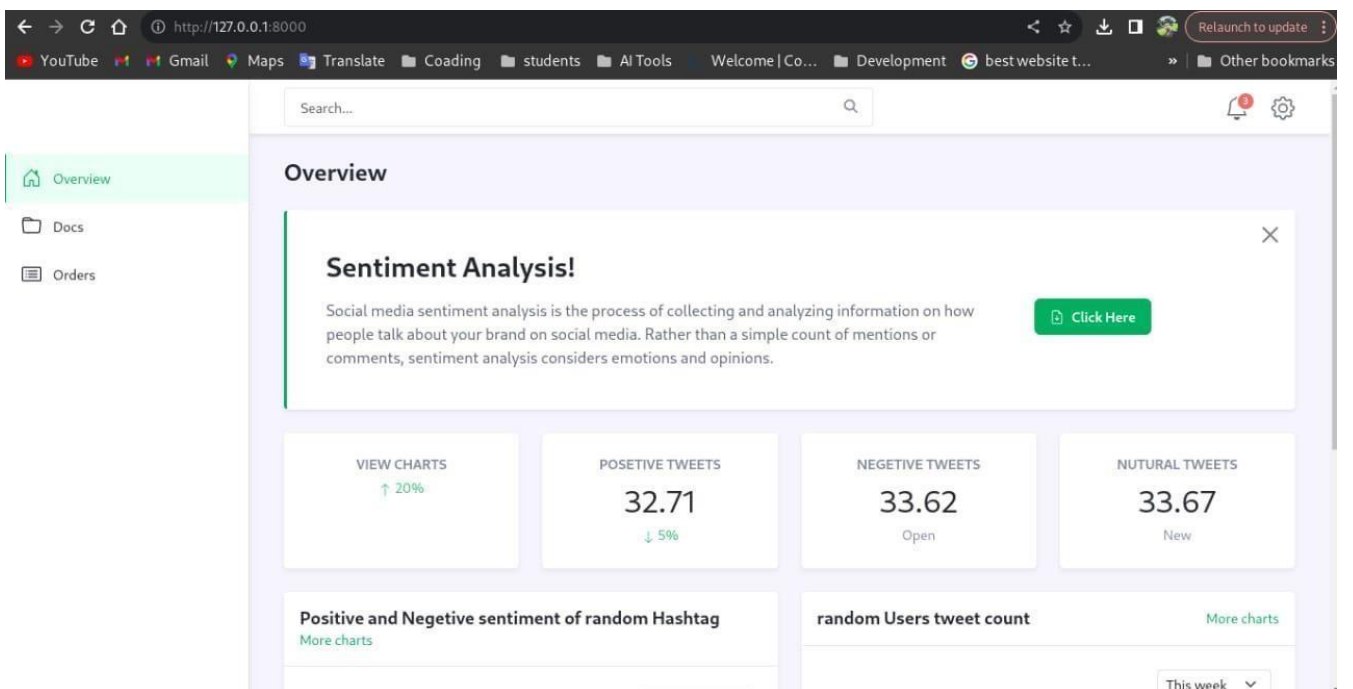 http://127.0.0.1:8000
Relaunch to update
YouTube Gmail Maps Translate Coading students AI Tools Welcome | Co... Development best website t... » Other bookmarks
Search...
3
Overview
Docs
Orders
Overview
Sentiment Analysis!
Social media sentiment analysis is the process of collecting and analyzing information on how
people talk about your brand on social media. Rather than a simple count of mentions or
comments, sentiment analysis considers emotions and opinions.
Click Here
VIEW CHARTS
↑ 20%
POSETIVE TWEETS
32.71
↓ 5%
NEGETIVE TWEETS
33.62
Open
NUTURAL TWEETS
33.67
New
Positive and Negetive sentiment of random Hashtag
More charts
random Users tweet count
More charts
This week